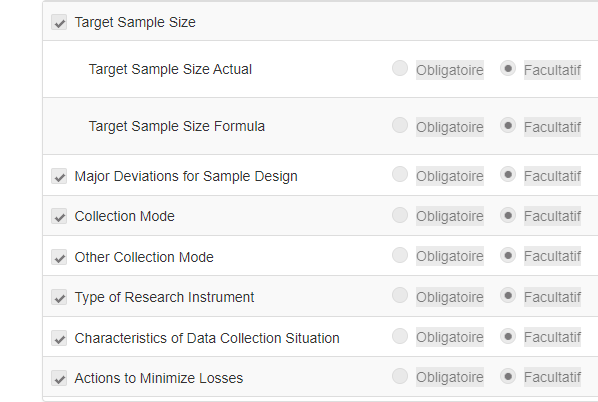 Target Sample Size
Target Sample Size Actual Obligatoire Facultatif
Target Sample Size Formula Obligatoire Facultatif
Major Deviations for Sample Design Obligatoire Facultatif
Collection Mode Obligatoire Facultatif
Other Collection Mode Obligatoire Facultatif
Type of Research Instrument Obligatoire Facultatif
Characteristics of Data Collection Situation Obligatoire Facultatif
Actions to Minimize Losses Obligatoire Facultatif